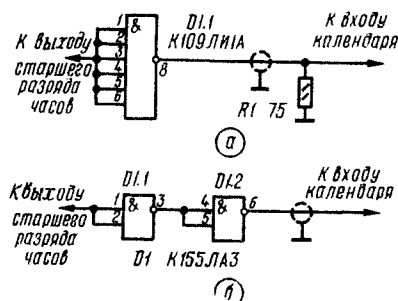 К выходу
старшего
разряда
часов
1
2
3
4
5
6
&
D1.1
К109ЛИ1А
8
К входу
календаря
R1 75
а
К выходу
старшего
разряда
часов
1
2
D1.1
&
3
4
5
D1.2
&
6
D1 К155ЛА3
К входу
календаря
б